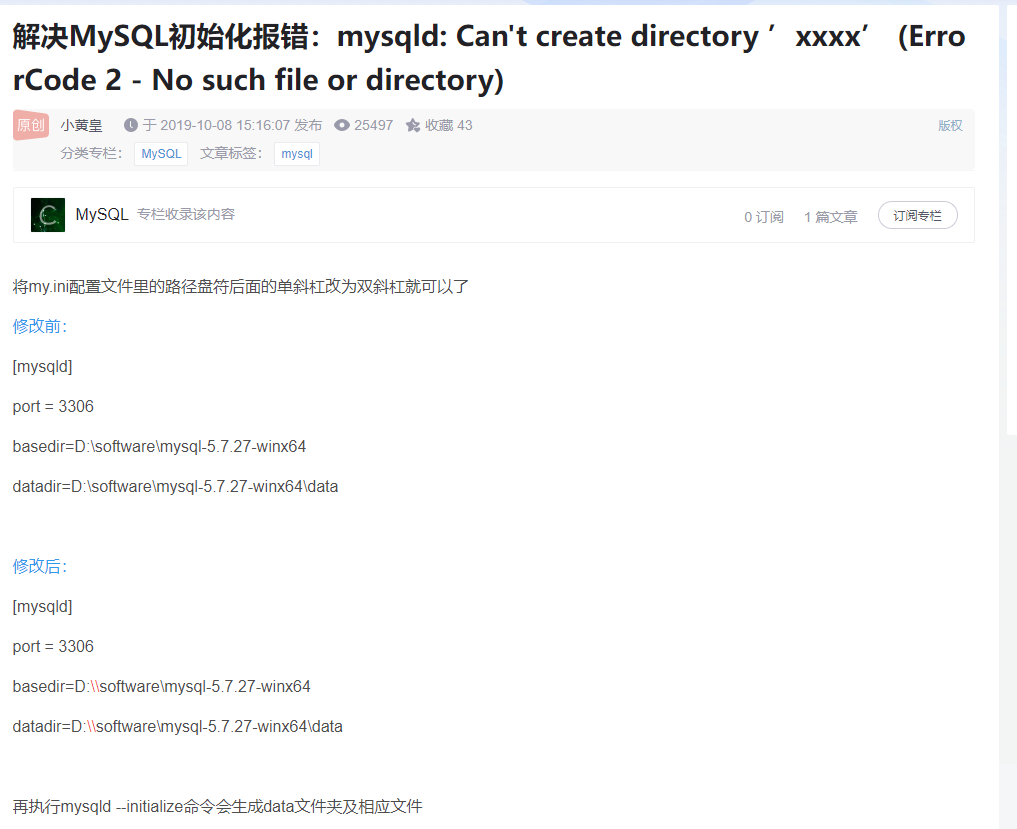 解决MySQL初始化报错：mysqld: Can't create directory ′ xxxx′ (Erro
rCode 2 - No such file or directory)
原创 小黄皇 于 2019-10-08 15:16:07 发布 25497 收藏 43 版权
分类专栏： MySQL 文章标签： mysql
MySQL 专栏收录该内容 0 订阅 1 篇文章 订阅专栏
将my.ini配置文件里的路径盘符后面的单斜杠改为双斜杠就可以了
修改前：
[mysqld]
port = 3306
basedir=D:\software\mysql-5.7.27-winx64
datadir=D:\software\mysql-5.7.27-winx64\data
修改后：
[mysqld]
port = 3306
basedir=D:\\software\mysql-5.7.27-winx64
datadir=D:\\software\mysql-5.7.27-winx64\data
再执行mysqld --initialize命令会生成data文件夹及相应文件